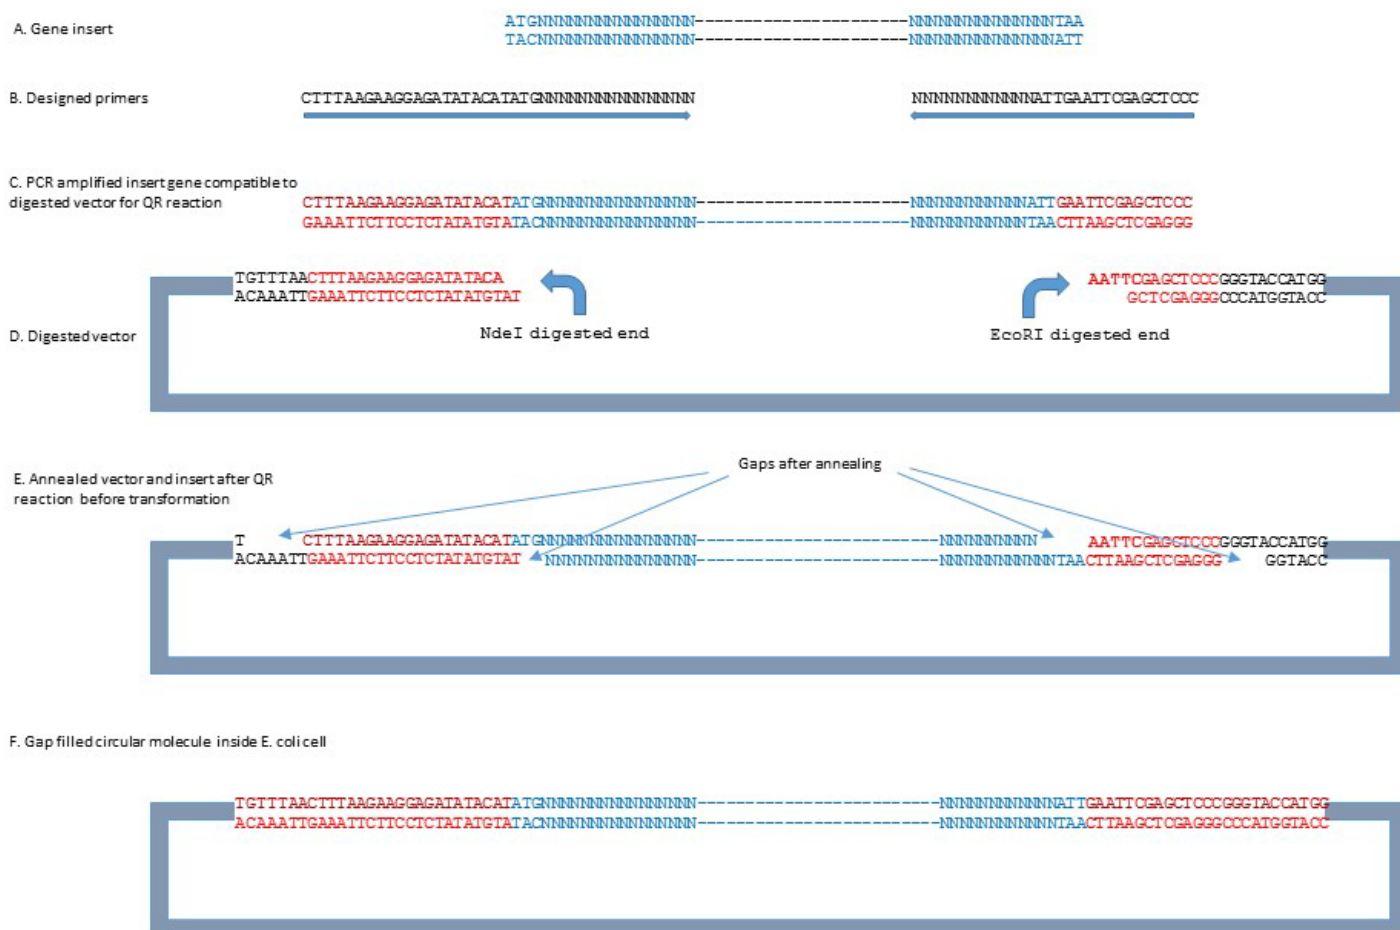 A. Gene insert
ATGNNNNNNNNNNNNNNNN---------------------NNNNNNNNNNNNNNNTAA
TACNNNNNNNNNNNNNNNN---------------------NNNNNNNNNNNNNNNATT
B. Designed primers
CTTTAAGAAGGAGATATACATATGNNNNNNNNNNNNNNN NNNNNNNNNNNNATTGAATTCGAGCTCCC
C. PCR amplified insert gene compatible to
digested vector for QR reaction
CTTTAAGAAGGAGATATACATATGNNNNNNNNNNNNNNN---------------------NNNNNNNNNNNNATTGAATTCGAGCTCCC
GAAATTCTTCCTCTATATGTATACNNNNNNNNNNNNNNN---------------------NNNNNNNNNNNNTAACTTAAGCTCGAGGG
TGTTTAACTTTAAGAAGGAGATATACA AATTCGAGCTCCCGGGTACCATGG
ACAAATTGAAATTCTTCCTCTATATGTAT GCTCGAGGGCCCATGGTACC
D. Digested vector
NdeI digested end
EcoRI digested end
E. Annealed vector and insert after QR
reaction before transformation
Gaps after annealing
T CTTTAAGAAGGAGATATACATATGNNNNNNNNNNNNNNN------------------------NNNNNNNNNN AATTCGAGCTCCCGGGTACCATGG
ACAAATTGAAATTCTTCCTCTATATGTAT NNNNNNNNNNNNNNN------------------------NNNNNNNNNNNNTAACTTAAGCTCGAGGG GGTACC
F. Gap filled circular molecule inside E. coli cell
TGTTTAACTTTAAGAAGGAGATATACATATGNNNNNNNNNNNNNNN------------------------NNNNNNNNNNNNATTGAATTCGAGCTCCCGGGTACCATGG
ACAAATTGAAATTCTTCCTCTATATGTATACNNNNNNNNNNNNNNN------------------------NNNNNNNNNNNNTAACTTAAGCTCGAGGGCCCATGGTACC